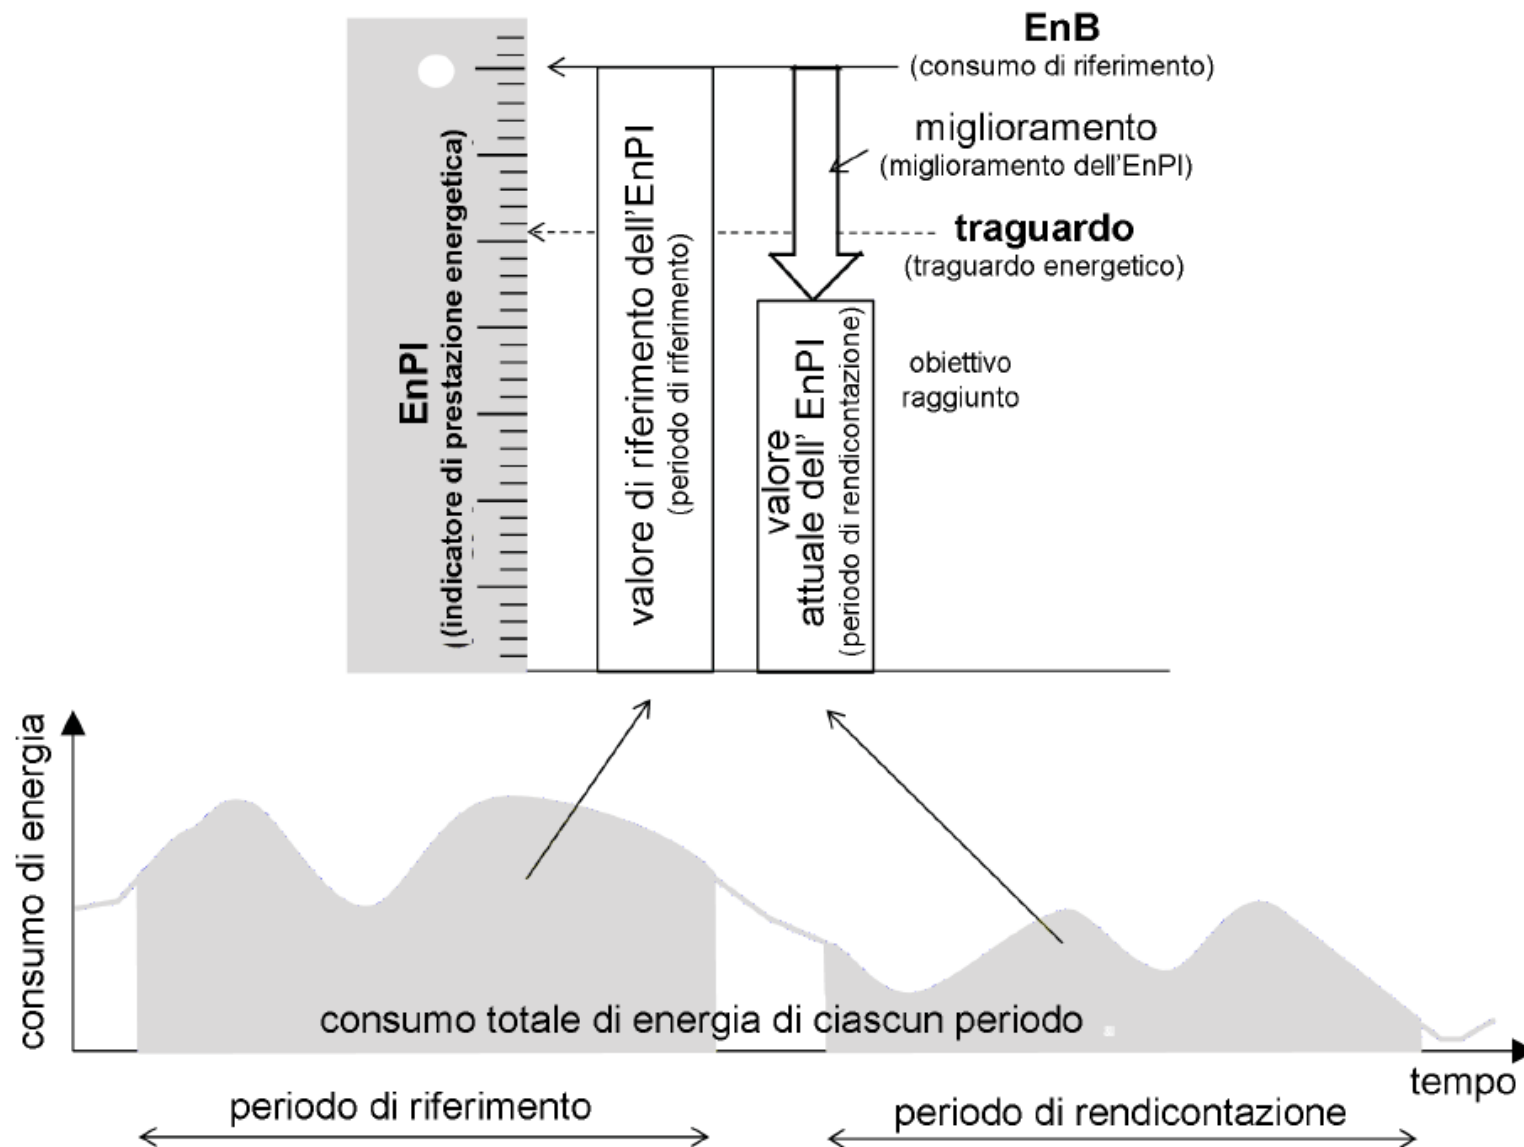 EnB
(consumo di riferimento)
miglioramento
(miglioramento dell'EnPI)
traguardo
(traguardo energetico)
obiettivo
raggiunto
EnPI
((indicatore di prestazione energetica)
valore di riferimento dell'EnPI
(periodo di riferimento)
valore
attuale dell' EnPI
(periodo di rendicontazione)
consumo di energia
consumo totale di energia di ciascun periodo
tempo
periodo di riferimento
periodo di rendicontazione